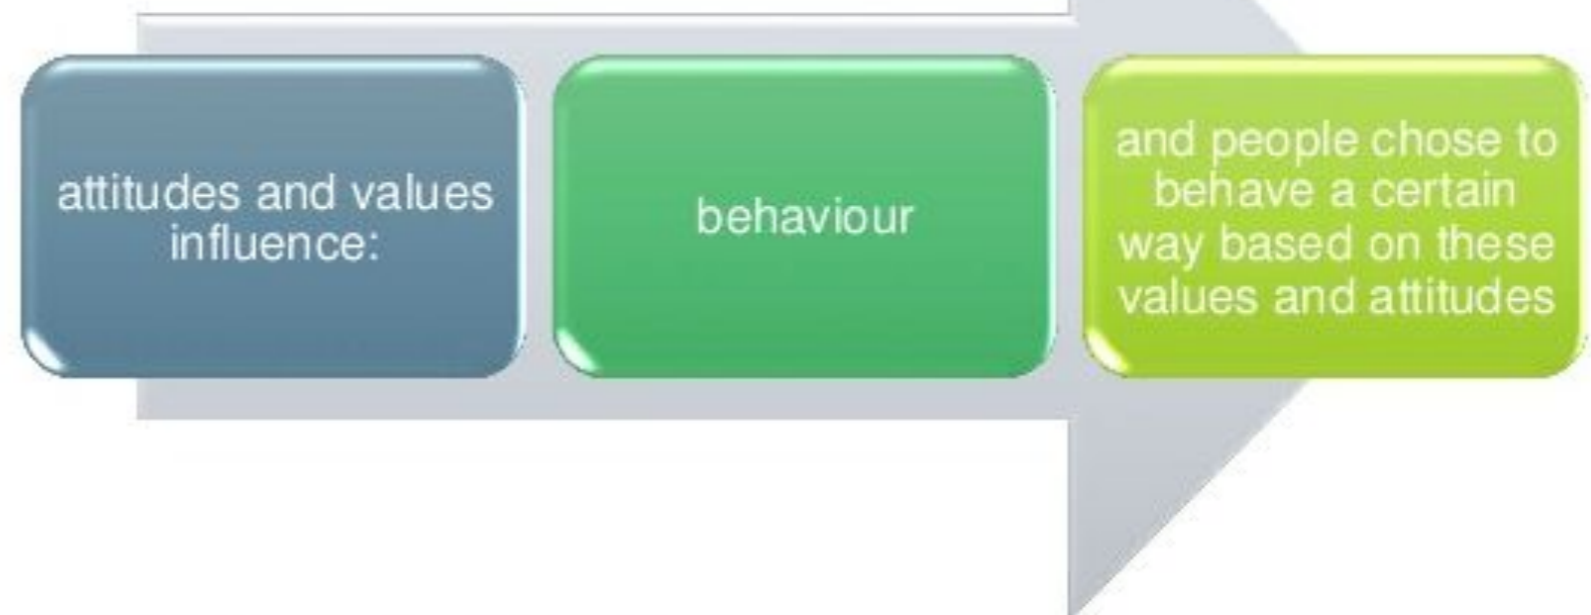 attitudes and values
influence:
behaviour
and people chose to
behave a certain
way based on these
values and attitudes